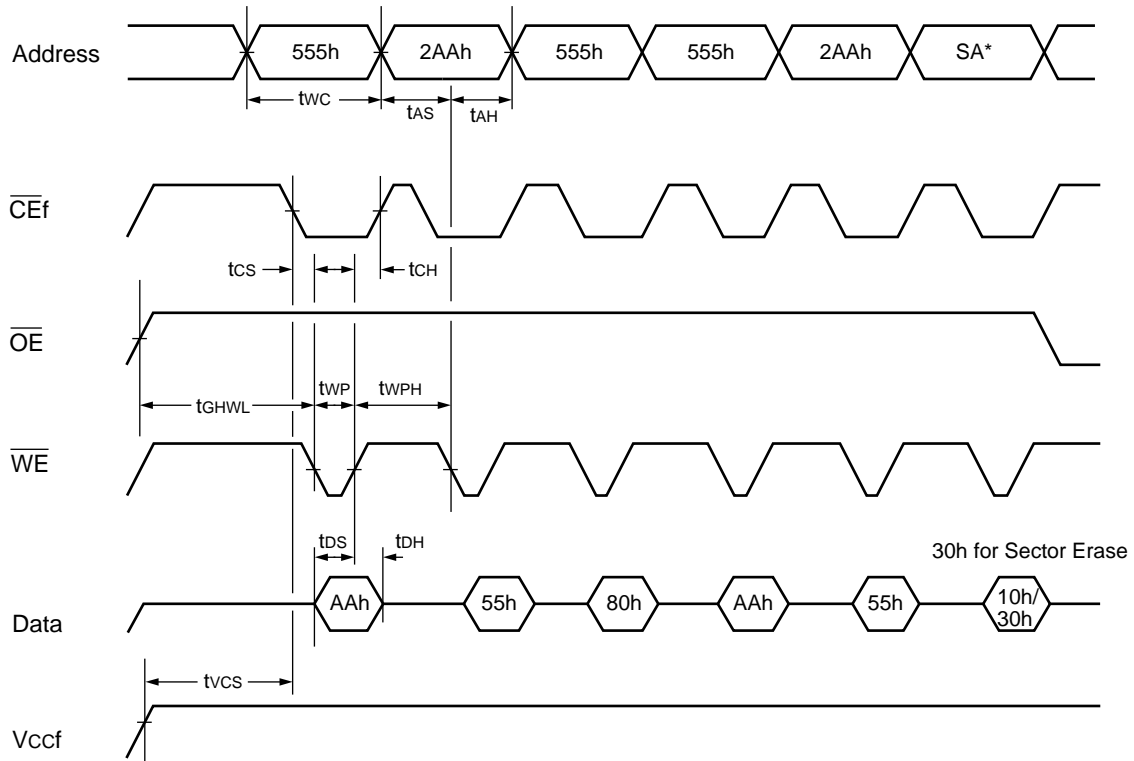 Address 555h 2AAh 555h 555h 2AAh SA*
tWC tAS tAH
CEf
tCS tCH
OE
tGHWL tWP tWPH
WE
tDS tDH
30h for Sector Erase
Data AAh 55h 80h AAh 55h 10h/
30h
tVCS
VCCf